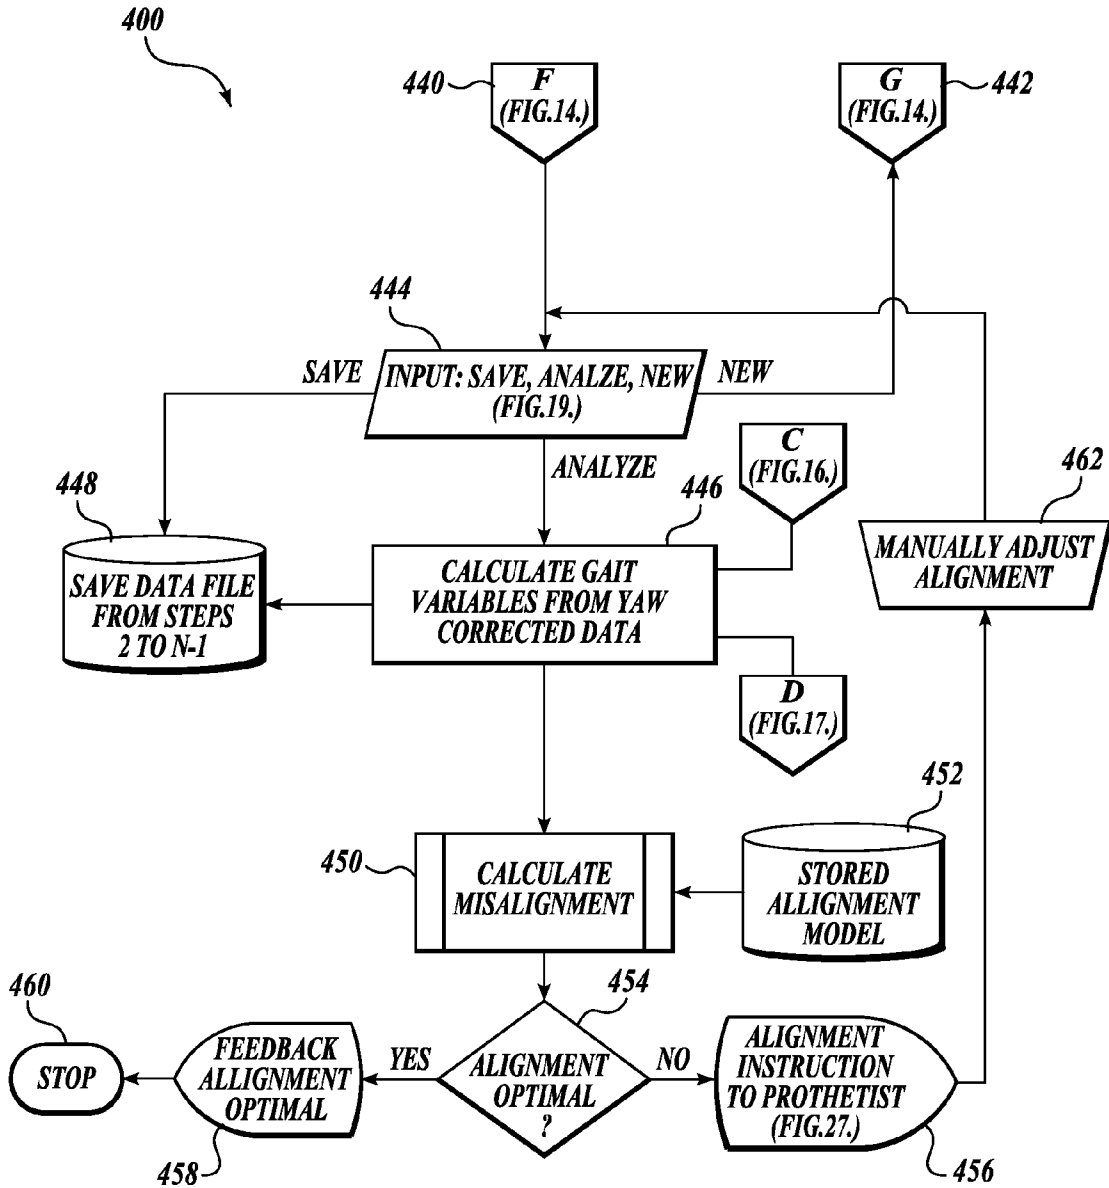 400
440
F
(FIG.14.)
G
(FIG.14.)
442
444
SAVE
INPUT: SAVE, ANALZE, NEW
(FIG.19.)
NEW
ANALYZE
C
(FIG.16.)
448
446
462
SAVE DATA FILE
FROM STEPS
2 TO N-1
CALCULATE GAIT
VARIABLES FROM YAW
CORRECTED DATA
MANUALLY ADJUST
ALIGNMENT
D
(FIG.17.)
452
450
CALCULATE
MISALIGNMENT
STORED
ALLIGNMENT
MODEL
460
454
STOP
FEEDBACK
ALLIGNMENT
OPTIMAL
YES
ALIGNMENT
OPTIMAL
?
NO
ALIGNMENT
INSTRUCTION
TO PROTHETIST
(FIG.27.)
458
456